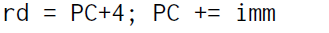 rd = PC+4; PC += imm